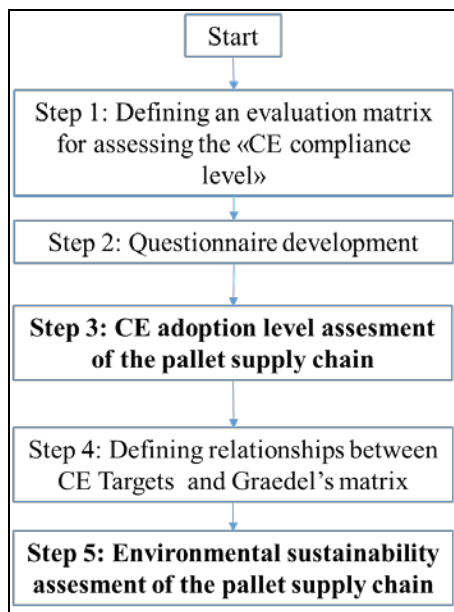 Start
Step 1: Defining an evaluation matrix
for assessing the «CE compliance
level»
Step 2: Questionnaire development
Step 3: CE adoption level assesment
of the pallet supply chain
Step 4: Defining relationships between
CE Targets and Graedel's matrix
Step 5: Environmental sustainability
assesment of the pallet supply chain